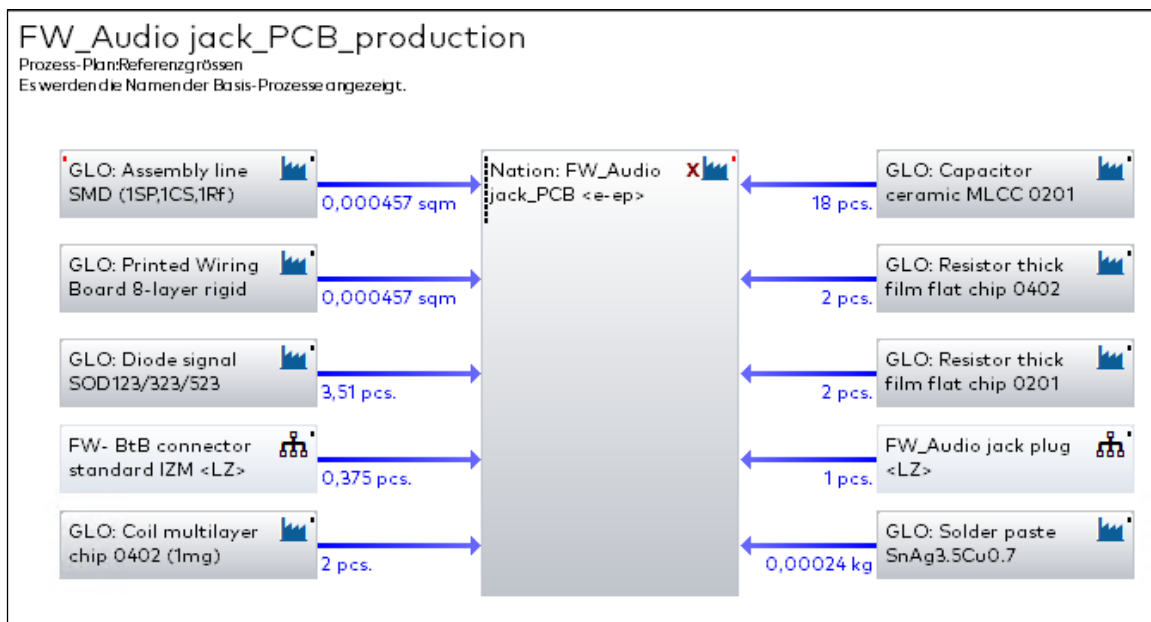 FW_Audio jack_PCB_production
Prozess-Plan:Referenzgrössen
Es werden die Namen der Basis-Prozesse angezeigt.
GLO: Assembly line
SMD (1SP,1CS,1Rf)
0,000457 sqm
GLO: Printed Wiring
Board 8-layer rigid
0,000457 sqm
GLO: Diode signal
SOD123/323/523
3,51 pcs.
FW- BtB connector
standard IZM <LZ>
0,375 pcs.
GLO: Coil multilayer
chip 0402 (1mg)
2 pcs.
Nation: FW_Audio
jack_PCB <e-ep>
X
GLO: Capacitor
ceramic MLCC 0201
18 pcs.
GLO: Resistor thick
film flat chip 0402
2 pcs.
GLO: Resistor thick
film flat chip 0201
2 pcs.
FW_Audio jack plug
<LZ>
1 pcs.
GLO: Solder paste
SnAg3.5Cu0.7
0,00024 kg